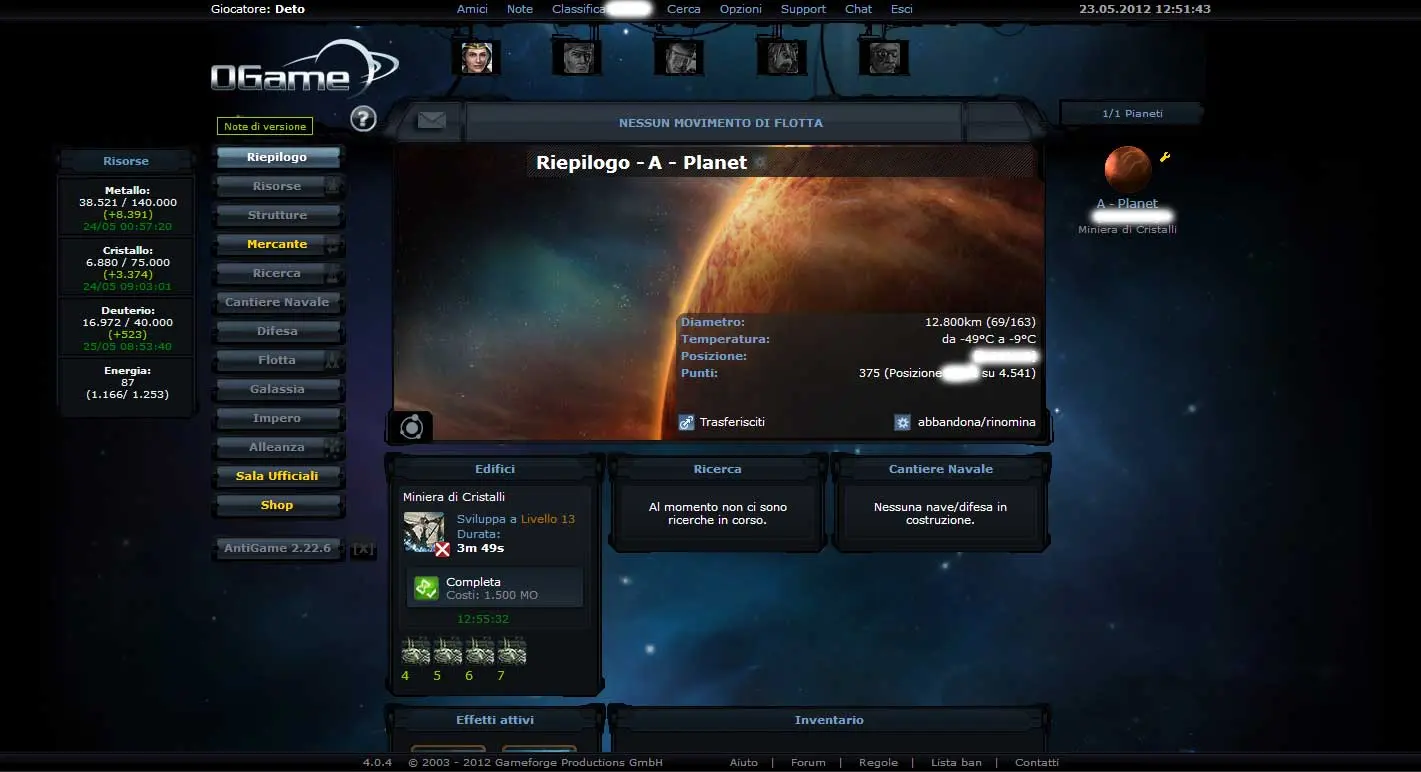 Giocatore: Deto
Amici Note Classifica Cerca Opzioni Support Chat Esci
23.05.2012 12:51:43
OGame
Note di versione
?
NESSUN MOVIMENTO DI FLOTTA
1/1 Pianeti
Risorse
Metallo:
38.521 / 140.000
(+8.391)
24/05 00:57:20
Cristallo:
6.880 / 75.000
(+3.374)
24/05 09:03:01
Deuterio:
16.972 / 40.000
(+523)
25/05 08:53:40
Energia:
87
(1.166/ 1.253)
Riepilogo
Risorse
Strutture
Mercante
Ricerca
Cantiere Navale
Difesa
Flotta
Galassia
Impero
Alleanza
Sala Ufficiali
Shop
AntiGame 2.22.6 [X]
Riepilogo - A - Planet
Diametro: 12.800km (69/163)
Temperatura: da -49°C a -9°C
Posizione:
Punti: 375 (Posizione su 4.541)
Trasferisciti abbandona/rinomina
A - Planet
Miniera di Cristalli
Edifici
Miniera di Cristalli
Sviluppa a Livello 13
Durata:
3m 49s
Completa
Costi: 1.500 MO
12:55:32
4 5 6 7
Ricerca
Al momento non ci sono
ricerche in corso.
Cantiere Navale
Nessuna nave/difesa in
costruzione.
Effetti attivi
Inventario
4.0.4 © 2003 - 2012 Gameforge Productions GmbH Aiuto | Forum | Regole | Lista ban | Contatti